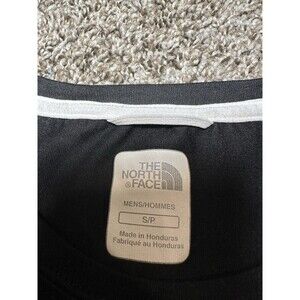 THE
NORTH
FACE
MENS/HOMMES
S/P
Made in Honduras
Fabriqué au Honduras